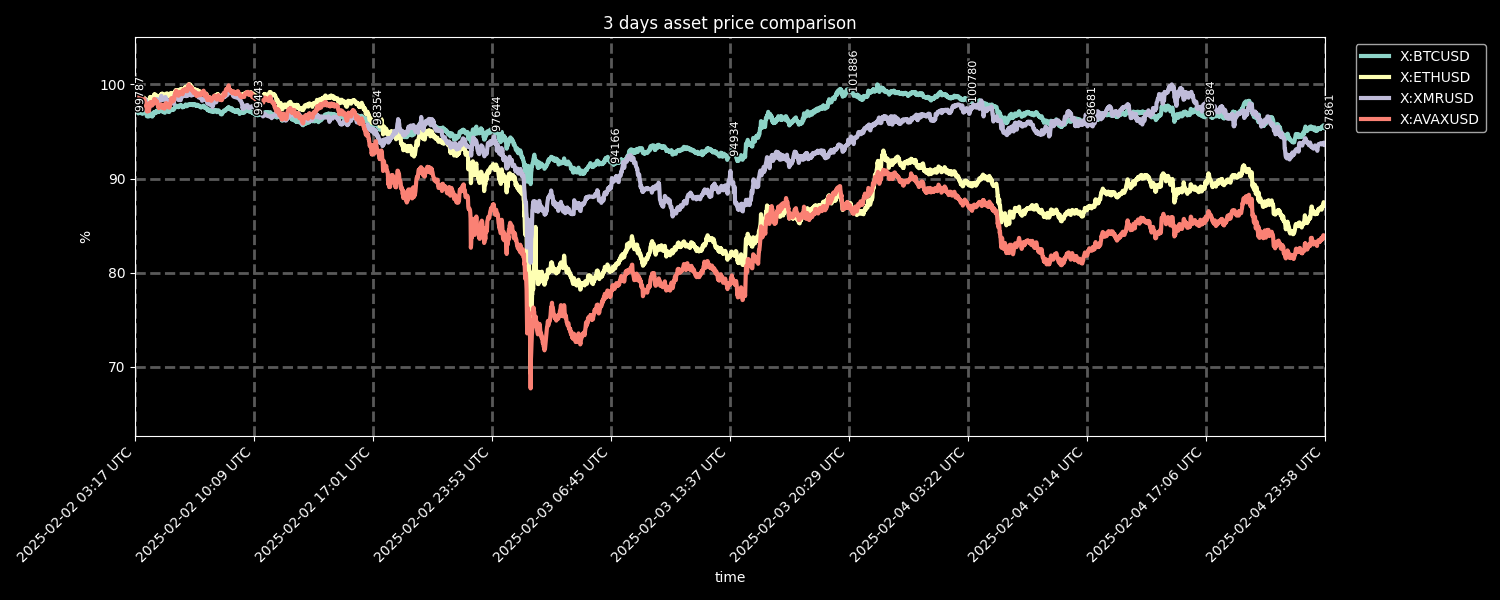 3 days asset price comparison
X:BTCUSD
X:ETHUSD
X:XMRUSD
X:AVAXUSD
%
100
90
80
70
99787
99443
98354
97644
94166
94934
101886
100780
98681
99284
97861
2025-02-02 03:17 UTC
2025-02-02 10:09 UTC
2025-02-02 17:01 UTC
2025-02-02 23:53 UTC
2025-02-03 06:45 UTC
2025-02-03 13:37 UTC
2025-02-03 20:29 UTC
2025-02-04 03:22 UTC
2025-02-04 10:14 UTC
2025-02-04 17:06 UTC
2025-02-04 23:58 UTC
time